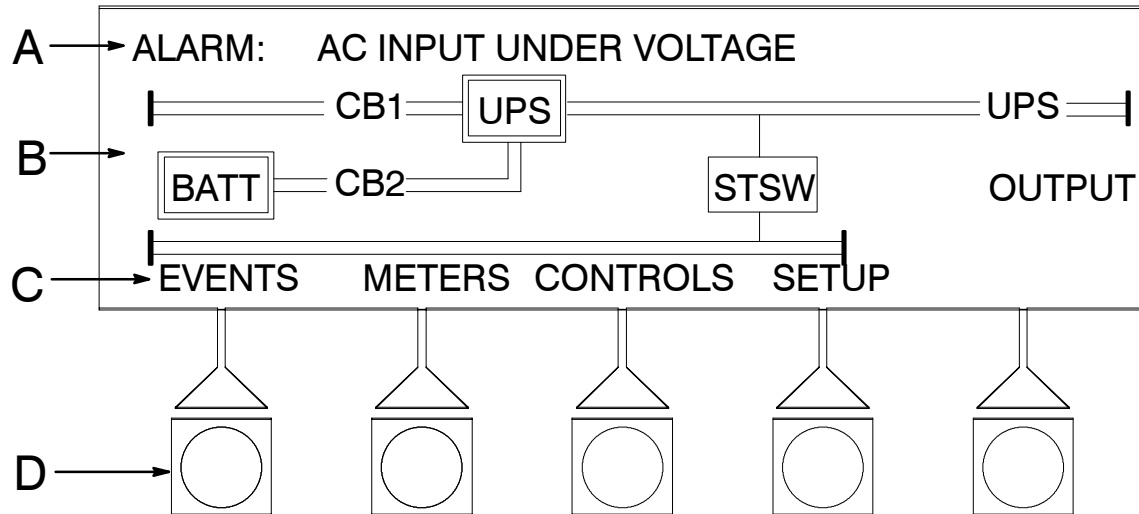 A ALARM: AC INPUT UNDER VOLTAGE
CB1 UPS UPS
B
BATT CB2 STSW OUTPUT
C EVENTS METERS CONTROLS SETUP
D